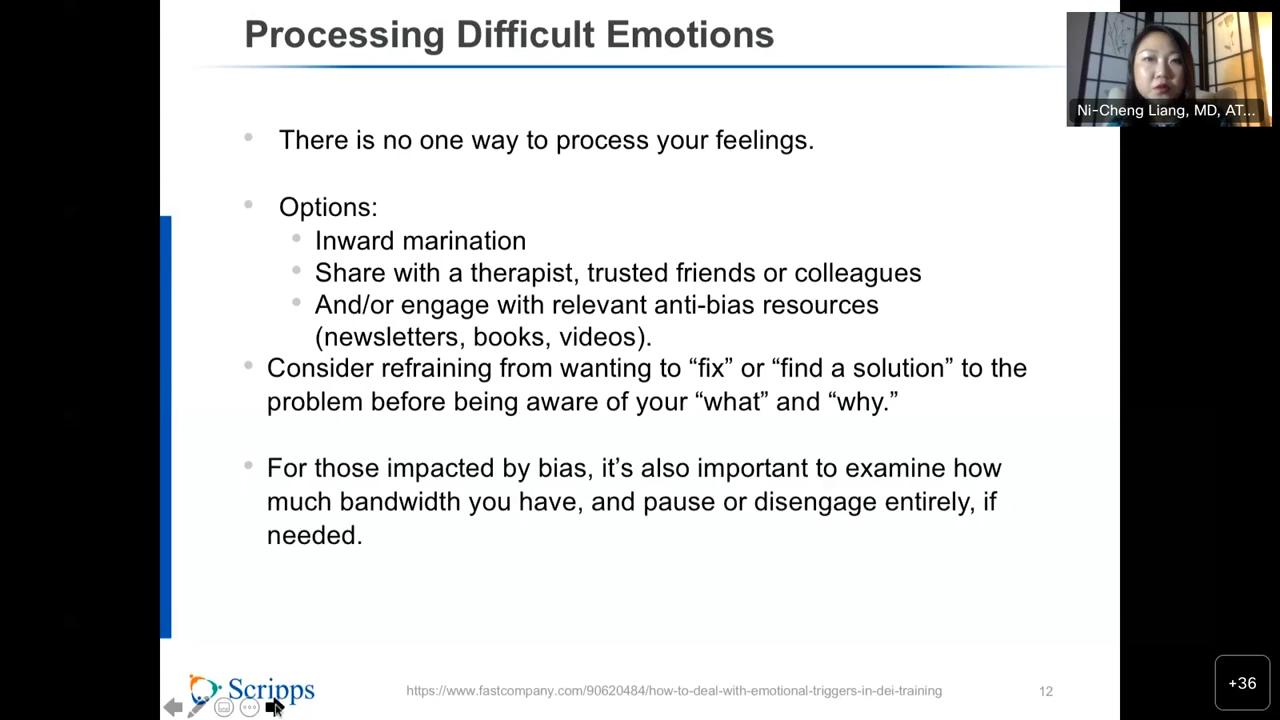 Processing Difficult Emotions
Ni-Cheng Liang, MD, AT...
There is no one way to process your feelings.
Options:
Inward marination
Share with a therapist, trusted friends or colleagues
And/or engage with relevant anti-bias resources
(newsletters, books, videos).
Consider refraining from wanting to “fix” or “find a solution” to the
problem before being aware of your “what” and “why.”
For those impacted by bias, it’s also important to examine how
much bandwidth you have, and pause or disengage entirely, if
needed.
Scripps
https://www.fastcompany.com/90620484/how-to-deal-with-emotional-triggers-in-dei-training
12
+36